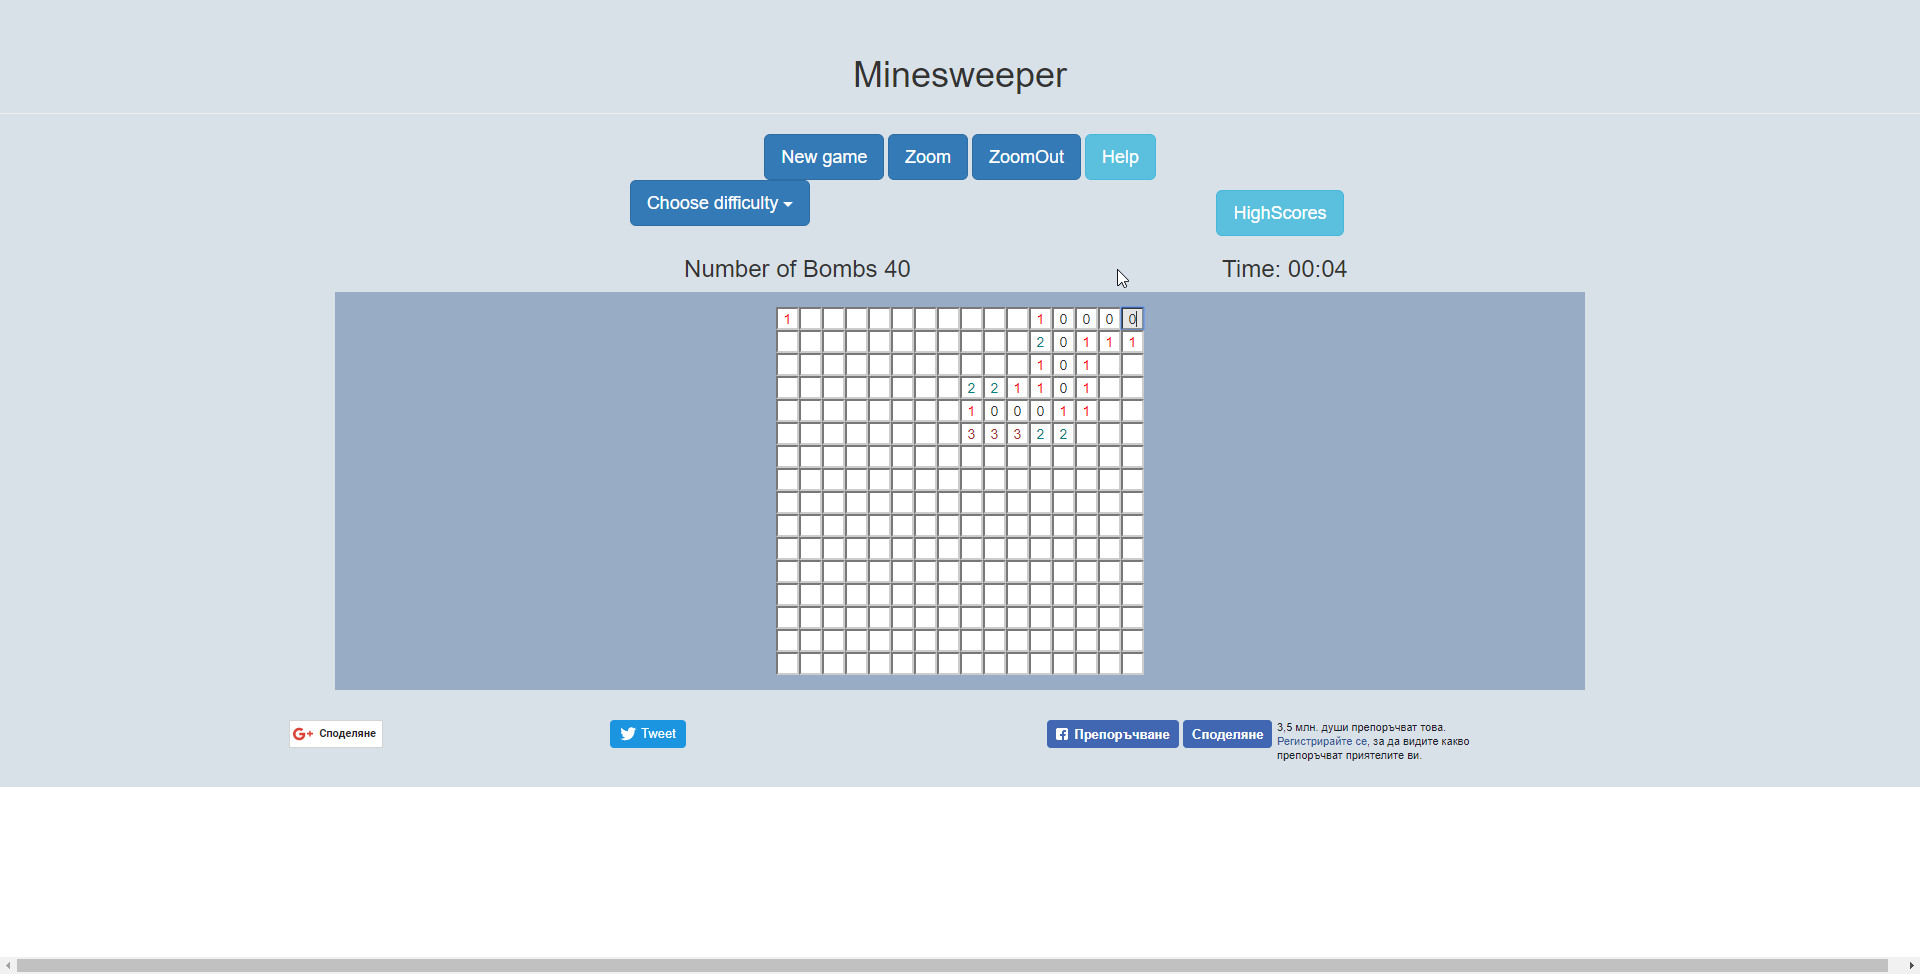 Minesweeper
New game Zoom ZoomOut Help
Choose difficulty
HighScores
Number of Bombs 40
Time: 00:04
1 1 0 0 0 0
2 0 1 1 1
1 0 1
2 2 1 1 0 1
1 0 0 0 1 1
3 3 3 2 2
Споделяне
Tweet
Препоръчване
Споделяне
3,5 млн. души препоръчват това.
Регистрирайте се, за да видите какво
препоръчват приятелите ви.